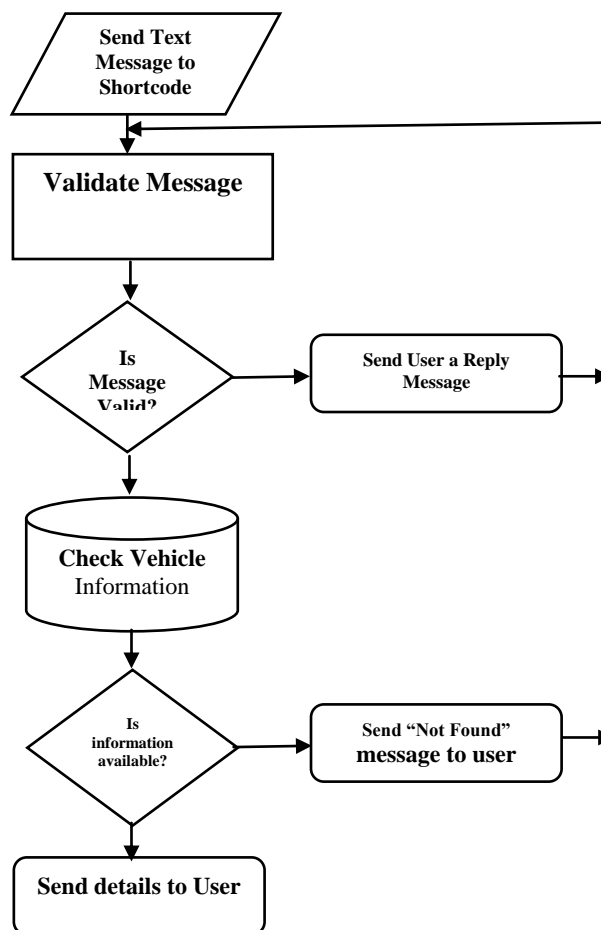 Send Text
Message to
Shortcode
Validate Message
Is
Message
Valid?
Send User a Reply
Message
Check Vehicle
Information
Is
information
available?
Send “Not Found”
message to user
Send details to User